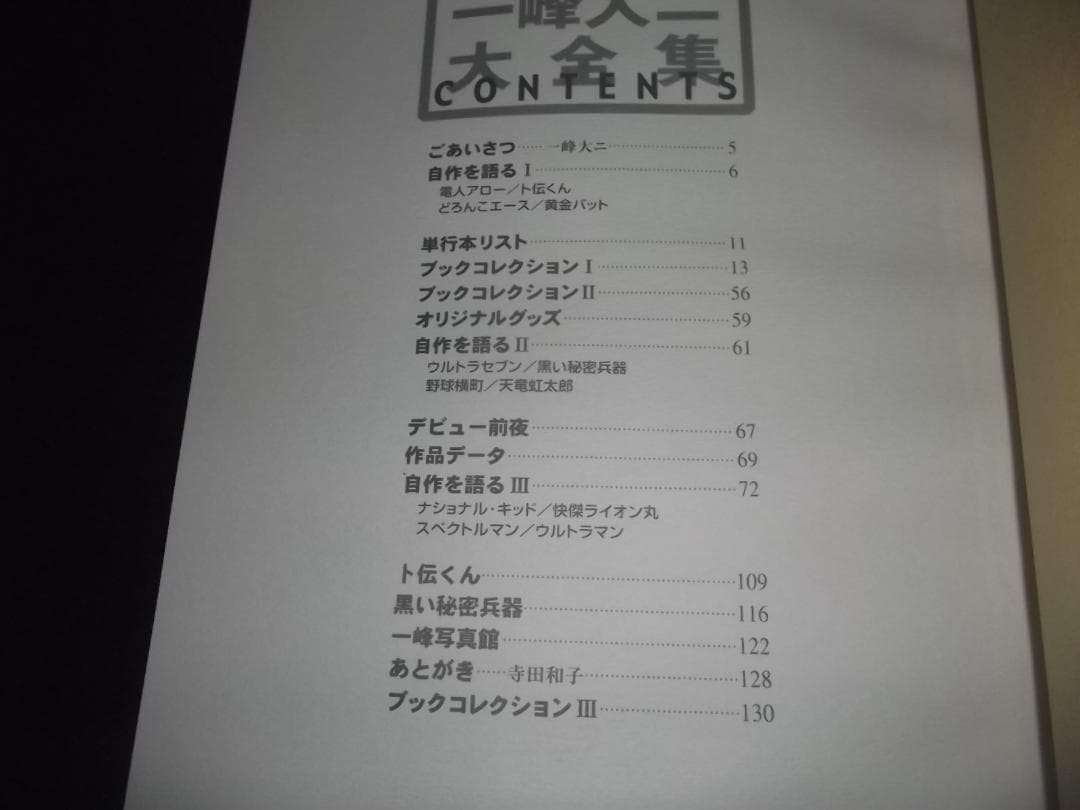 一峰大二
大全集
CONTENTS
ごあいさつ……一峰大二……5
自作を語るⅠ……6
電人アロー/ト伝くん
どろんこエース/黄金バット
単行本リスト……11
ブックコレクションⅠ……13
ブックコレクションⅡ……56
オリジナルグッズ……59
自作を語るⅡ……61
ウルトラセブン/黒い秘密兵器
野球横町/天竜虹太郎
デビュー前夜……67
作品データ……69
自作を語るⅢ……72
ナショナル・キッド/快傑ライオン丸
スペクトルマン/ウルトラマン
ト伝くん……109
黒い秘密兵器……116
一峰写真館……122
あとがき……寺田和子……128
ブックコレクションⅢ……130